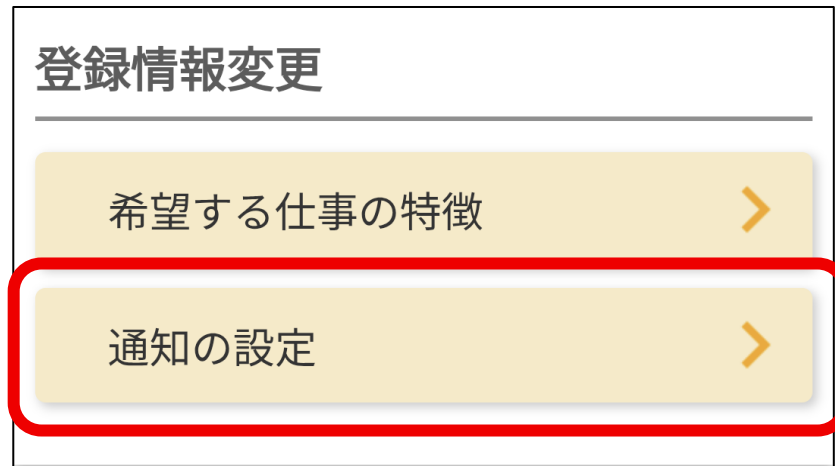 登録情報変更
希望する仕事の特徴
通知の設定